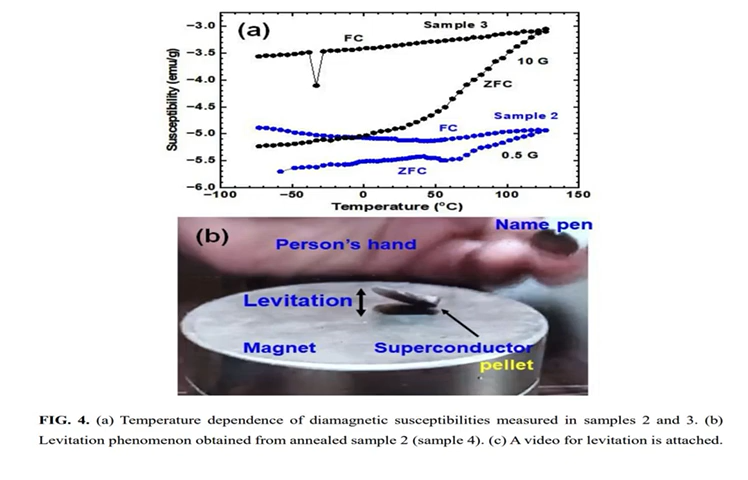 (a)
Sample 3
FC
10 G
ZFC
Sample 2
FC
0.5 G
ZFC
Susceptibility (emu/g)
−3.0
−3.5
−4.0
−4.5
−5.0
−5.5
−6.0
−100 −50 0 50 100 150
Temperature (°C)
(b)
Name pen
Person's hand
Levitation
Magnet
Superconductor
pellet
FIG. 4. (a) Temperature dependence of diamagnetic susceptibilities measured in samples 2 and 3. (b)
Levitation phenomenon obtained from annealed sample 2 (sample 4). (c) A video for levitation is attached.